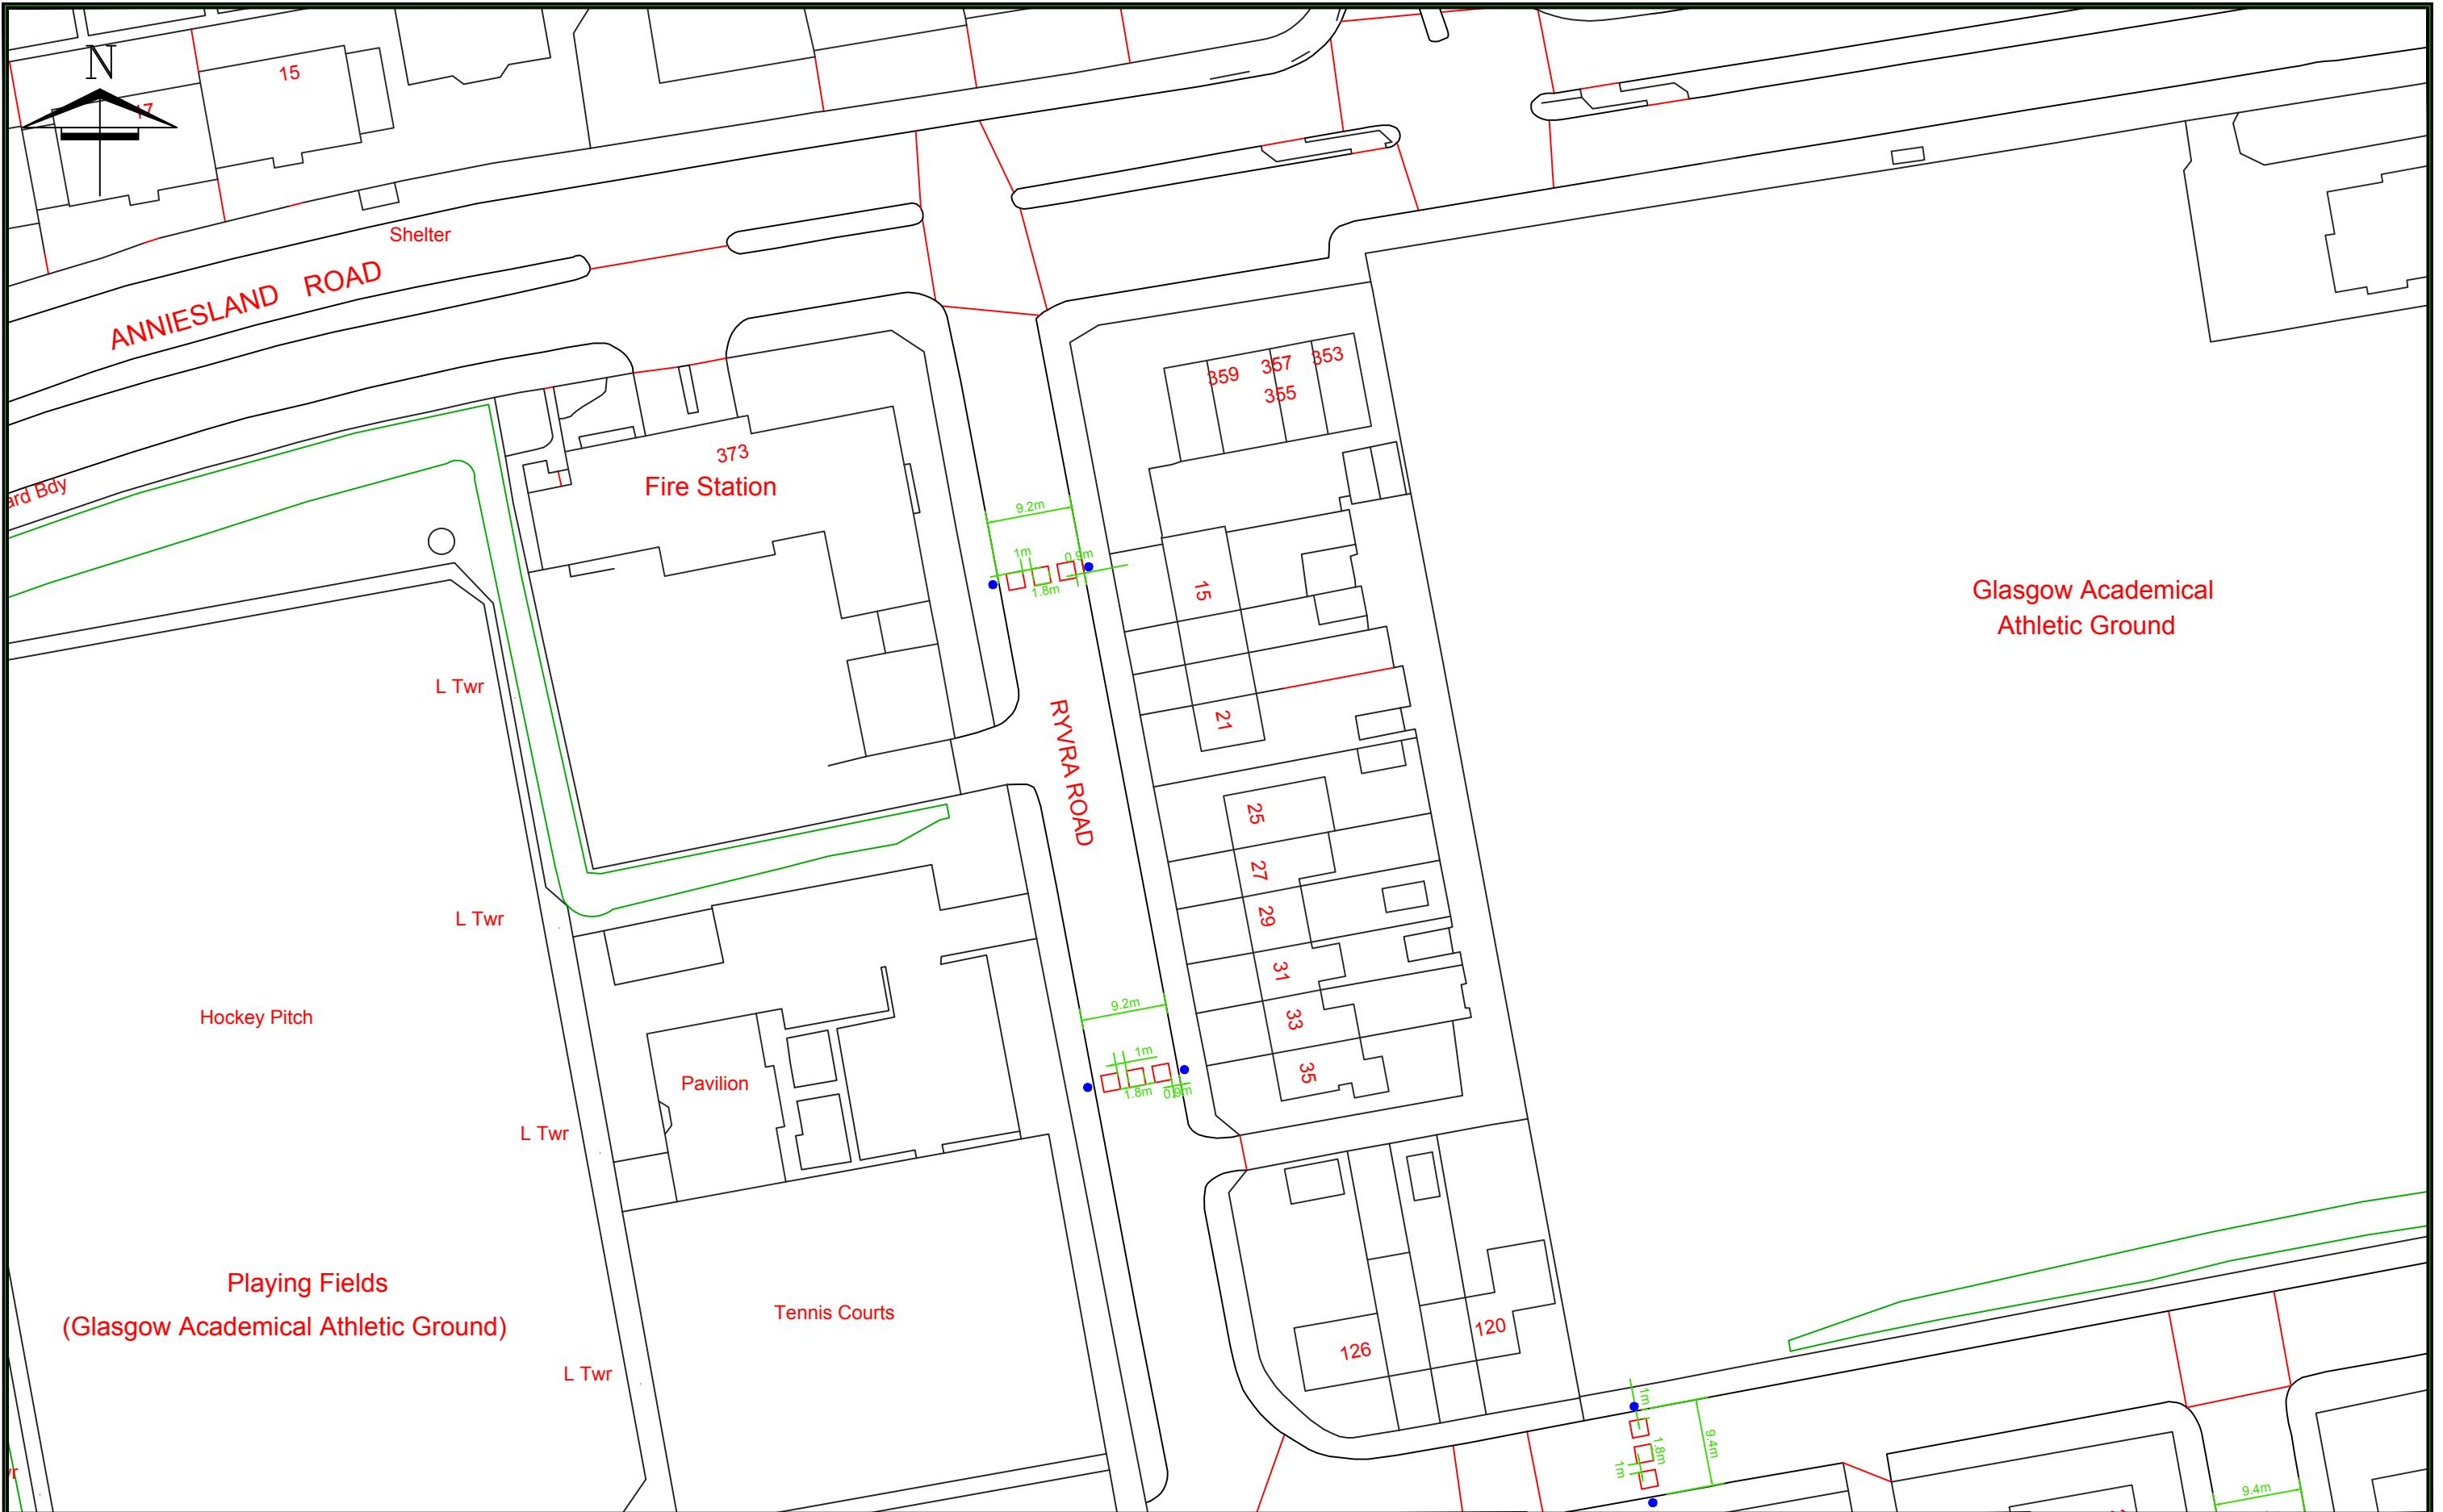 N
15
17
Shelter
ANNIESLAND ROAD
359
357
353
355
373
Fire Station
ard Bdy
9.2m
1m
0.9m
1.8m
15
Glasgow Academical
Athletic Ground
L Twr
RYVRA ROAD
21
25
27
L Twr
29
31
9.2m
Hockey Pitch
33
1m
Pavilion
35
1.8m
0.9m
L Twr
Playing Fields
(Glasgow Academical Athletic Ground)
Tennis Courts
120
126
L Twr
1m
9.4m
1.8m
1m
9.4m